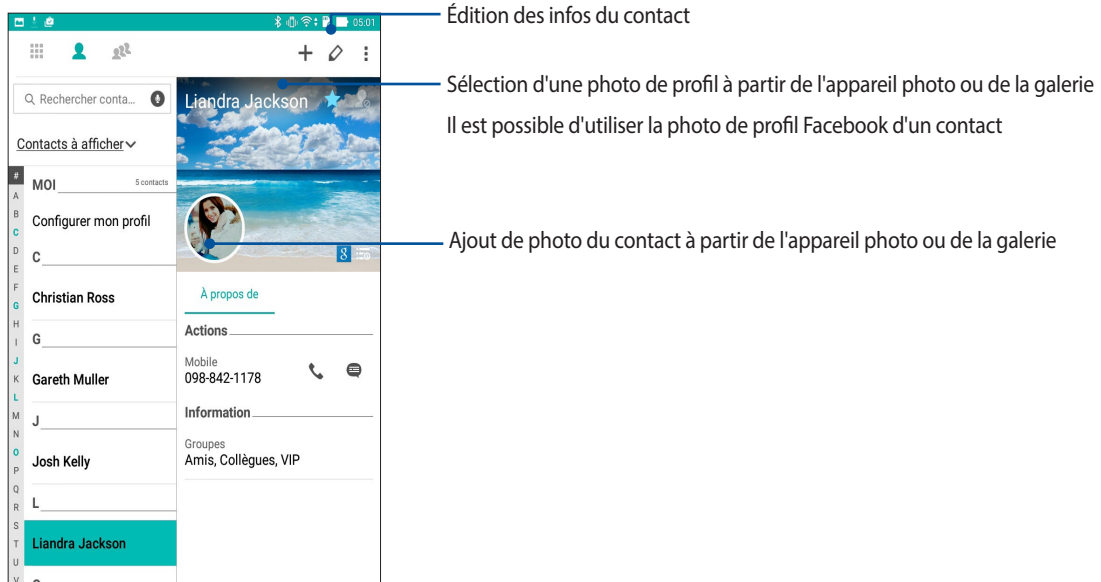 05:01
Édition des infos du contact
Rechercher conta...
Liandra Jackson
Sélection d'une photo de profil à partir de l'appareil photo ou de la galerie
Il est possible d'utiliser la photo de profil Facebook d'un contact
Contacts à afficher
#
A
B
C
D
E
F
G
H
I
J
K
L
M
N
O
P
Q
R
S
T
U
V
MOI 5 contacts
Configurer mon profil
C
Christian Ross
G
Gareth Muller
J
Josh Kelly
L
Liandra Jackson
8
Ajout de photo du contact à partir de l'appareil photo ou de la galerie
À propos de
Actions
Mobile
098-842-1178
Information
Groupes
Amis, Collègues, VIP